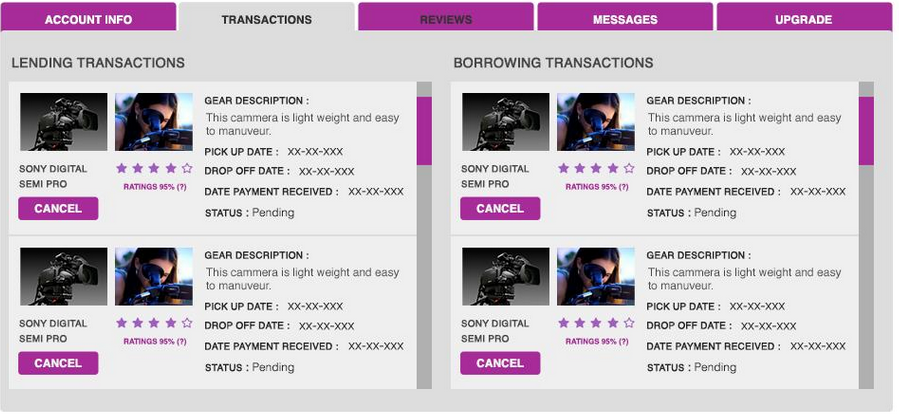 ACCOUNT INFO
TRANSACTIONS
REVIEWS
MESSAGES
UPGRADE
LENDING TRANSACTIONS
SONY DIGITAL
SEMI PRO
CANCEL
RATINGS 95% (?)
GEAR DESCRIPTION :
This cammera is light weight and easy
to manuveur.
PICK UP DATE : XX-XX-XXX
DROP OFF DATE : XX-XX-XXX
DATE PAYMENT RECEIVED : XX-XX-XXX
STATUS : Pending
SONY DIGITAL
SEMI PRO
CANCEL
RATINGS 95% (?)
GEAR DESCRIPTION :
This cammera is light weight and easy
to manuveur.
PICK UP DATE : XX-XX-XXX
DROP OFF DATE : XX-XX-XXX
DATE PAYMENT RECEIVED : XX-XX-XXX
STATUS : Pending
BORROWING TRANSACTIONS
SONY DIGITAL
SEMI PRO
CANCEL
RATINGS 95% (?)
GEAR DESCRIPTION :
This cammera is light weight and easy
to manuveur.
PICK UP DATE : XX-XX-XXX
DROP OFF DATE : XX-XX-XXX
DATE PAYMENT RECEIVED : XX-XX-XXX
STATUS : Pending
SONY DIGITAL
SEMI PRO
CANCEL
RATINGS 95% (?)
GEAR DESCRIPTION :
This cammera is light weight and easy
to manuveur.
PICK UP DATE : XX-XX-XXX
DROP OFF DATE : XX-XX-XXX
DATE PAYMENT RECEIVED : XX-XX-XXX
STATUS : Pending